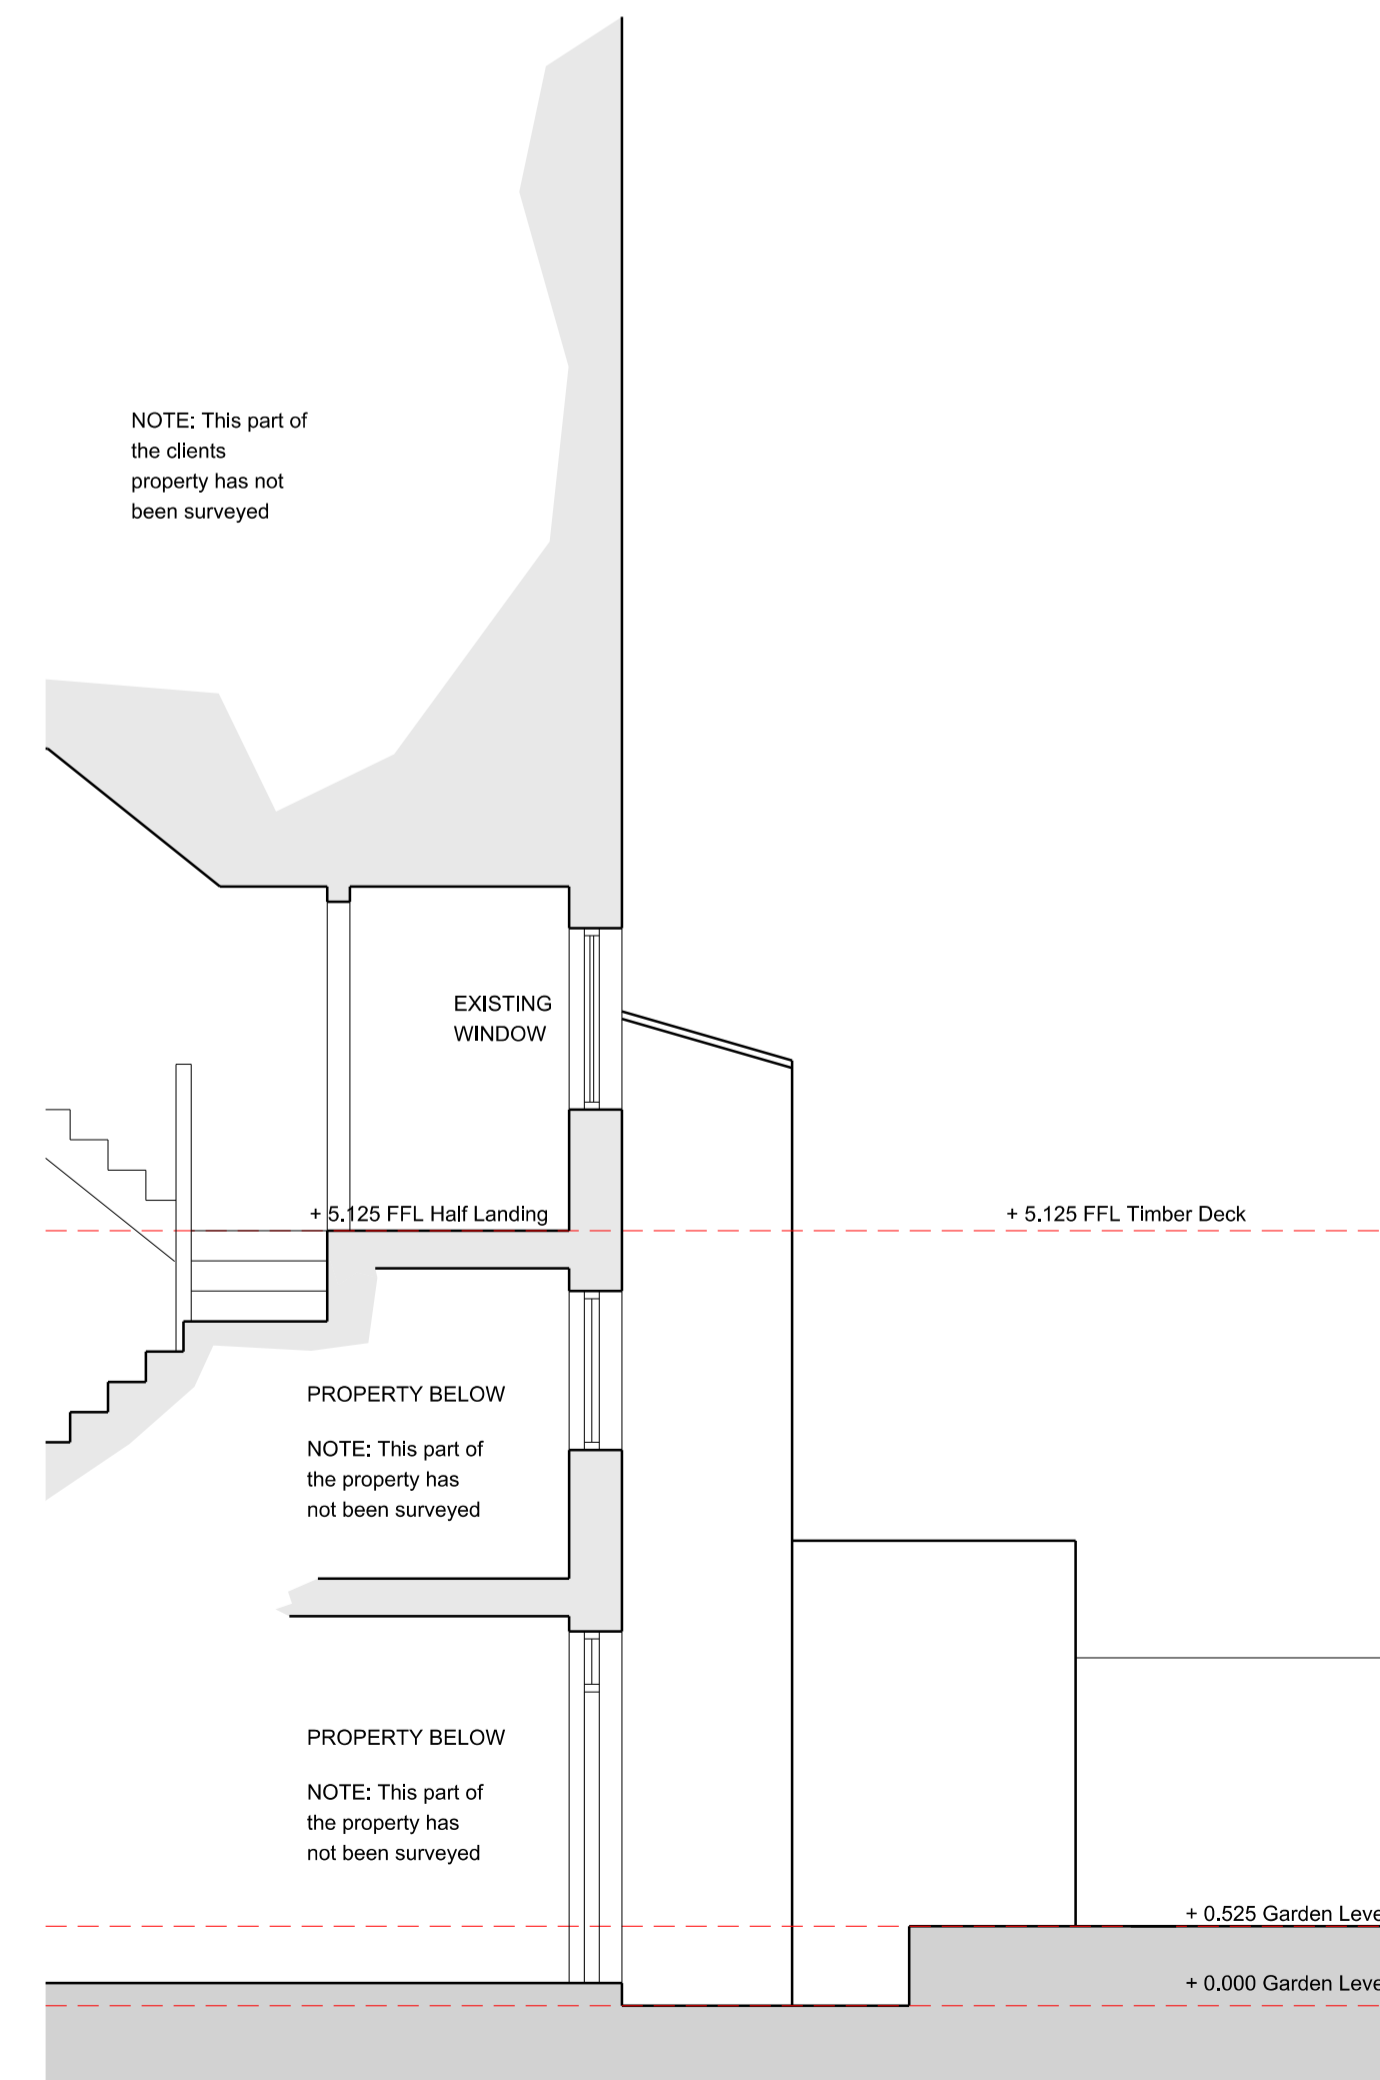 NOTE: This part of
the clients
property has not
been surveyed
EXISTING
WINDOW
+ 5.125 FFL Half Landing
+ 5.125 FFL Timber Deck
PROPERTY BELOW
NOTE: This part of
the property has
not been surveyed
PROPERTY BELOW
NOTE: This part of
the property has
not been surveyed
+ 0.525 Garden Leve
+ 0.000 Garden Leve